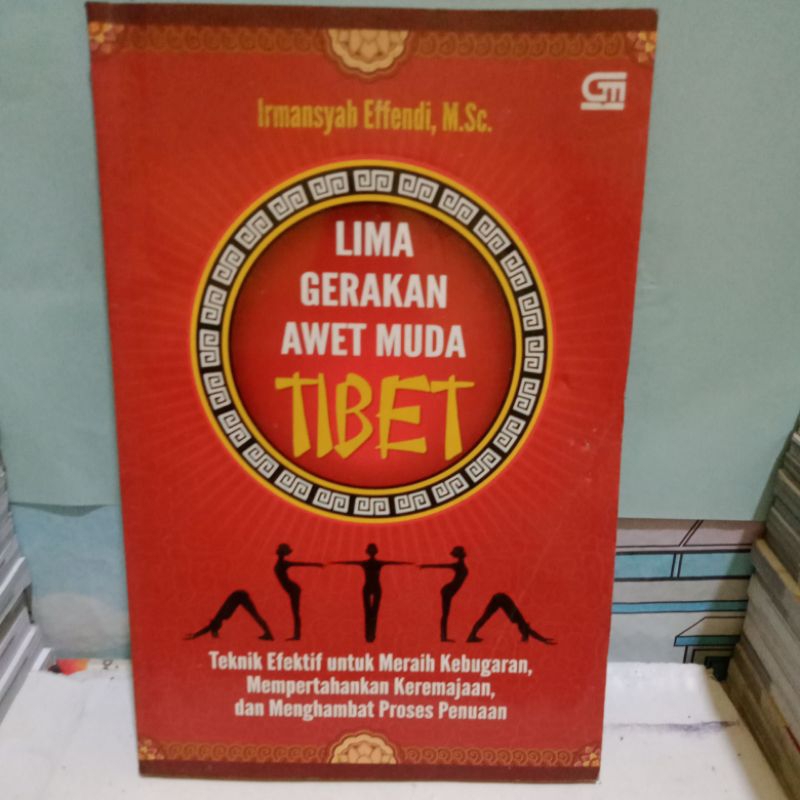 Irmansyah Effendi, M.Sc.
LIMA
GERAKAN
AWET MUDA
TIBET
Teknik Efektif untuk Meraih Kebugaran,
Mempertahankan Keremajaan,
dan Menghambat Proses Penuaan